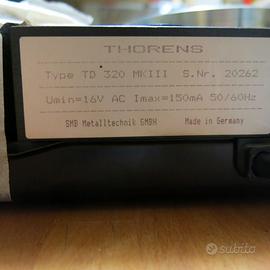 THORENS
Type TD 320 MKIII S.Nr. 20262
Umin=16V AC Imax=150mA 50/60Hz
SMB Metalltechnik GMBH Made in Germany
subito